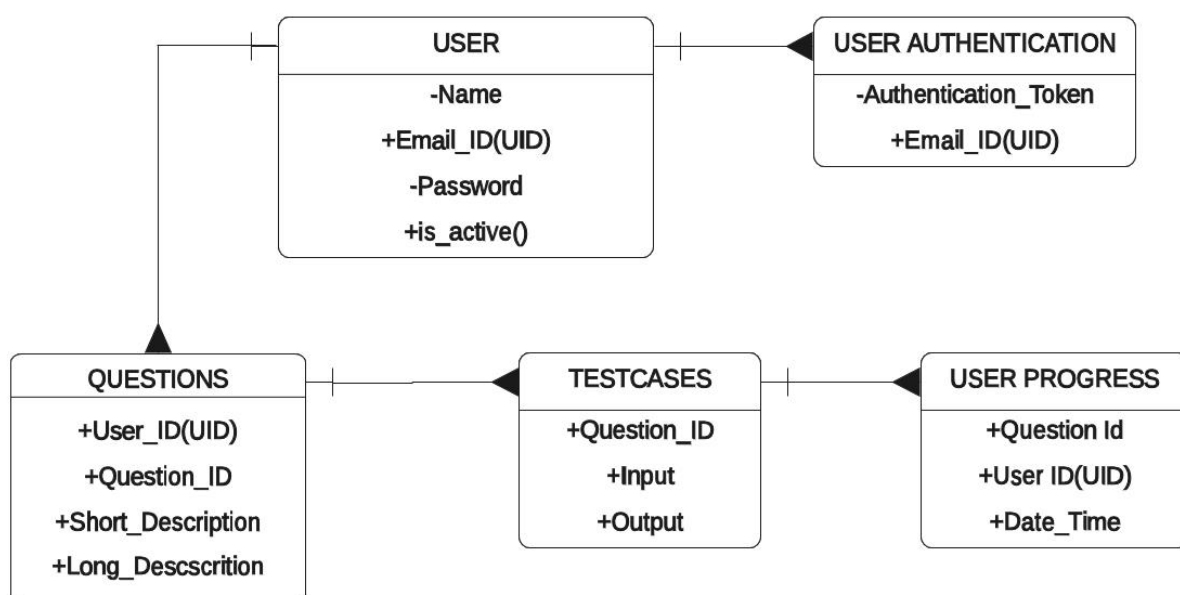 USER
-Name
+Email_ID(UID)
-Password
+is_active()
USER AUTHENTICATION
-Authentication_Token
+Email_ID(UID)
QUESTIONS
+User_ID(UID)
+Question_ID
+Short_Description
+Long_Descscrition
TESTCASES
+Question_ID
+Input
+Output
USER PROGRESS
+Question Id
+User ID(UID)
+Date_Time